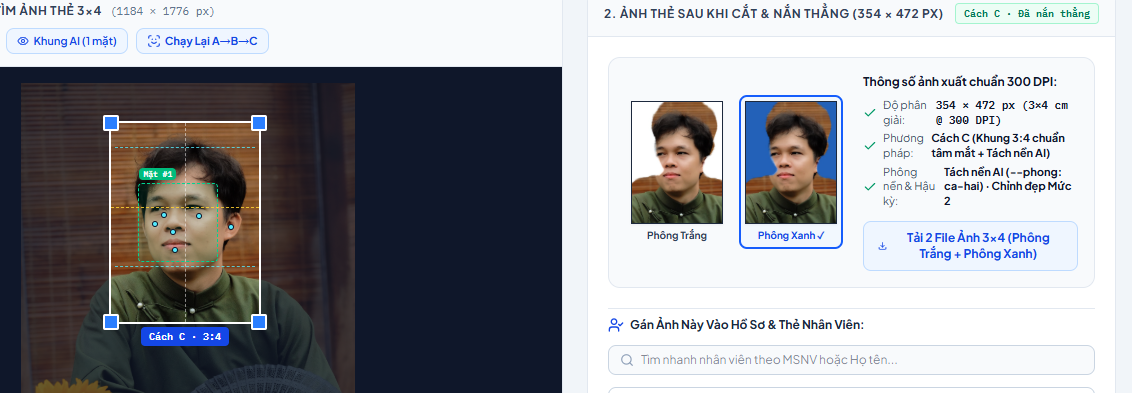 ÌM ẢNH THẺ 3×4 (1184 × 1776 px)
Khung AI (1 mặt)
Chạy Lại A→B→C
Mặt #1
Cách C · 3:4
2. ẢNH THẺ SAU KHI CẮT & NẮN THẲNG (354 × 472 PX)
Cách C · Đã nắn thẳng
Phông Trắng
Phông Xanh ✓
Thông số ảnh xuất chuẩn 300 DPI:
Độ phân giải:
354 × 472 px (3×4 cm
@ 300 DPI)
Phương pháp:
Cách C (Khung 3:4 chuẩn
tâm mắt + Tách nền AI)
Phông nền & Hậu kỳ:
Tách nền AI (--phong:
ca-hai) · Chỉnh đẹp Mức
2
Tải 2 File Ảnh 3×4 (Phông
Trắng + Phông Xanh)
Gán Ảnh Này Vào Hồ Sơ & Thẻ Nhân Viên:
Tìm nhanh nhân viên theo MSNV hoặc Họ tên...